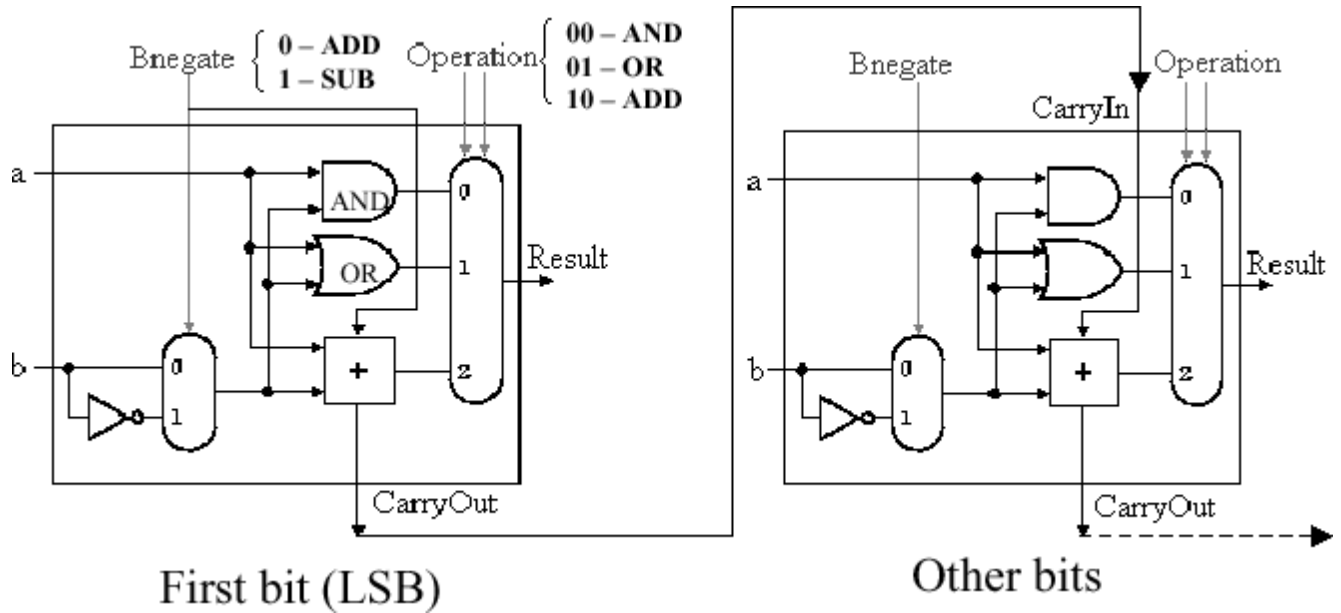 Bnegate
0 – ADD
1 – SUB
Operation
00 – AND
01 – OR
10 – ADD
a
AND
OR
b
0
1
+
0
1
2
Result
CarryOut
First bit (LSB)
Bnegate
CarryIn
Operation
a
b
0
1
+
0
1
2
Result
CarryOut
Other bits